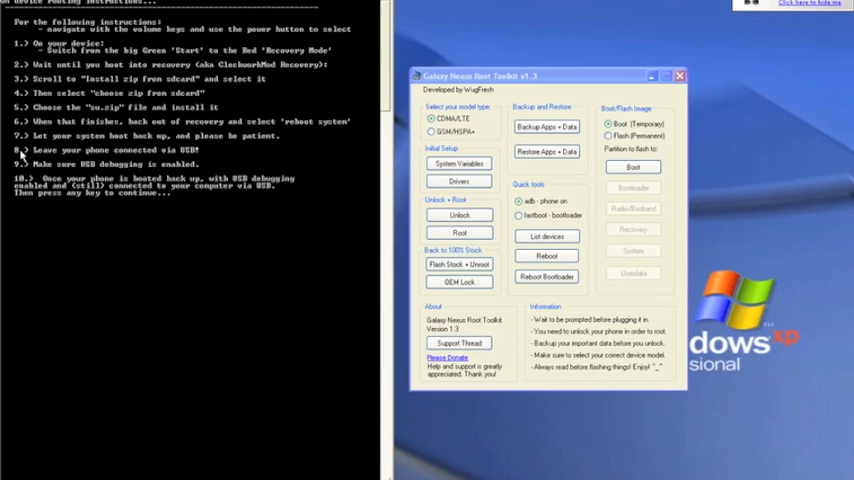 on device rooting instructions...
For the following instructions:
- navigate with the volume keys and use the power button to select
1.) On your device:
- Switch from the big Green 'Start' to the Red 'Recovery Mode'
2.) Wait until you boot into recovery (aka ClockworkMod Recovery):
3.) Scroll to "Install zip from sdcard" and select it
4.) Then select "choose zip from sdcard"
5.) Choose the "su.zip" file and install it
6.) When that finishes, back out of recovery and select 'reboot system'
7.) Let your system boot back up, and please be patient.
8.) Leave your phone connected via USB!
9.) Make sure USB debugging is enabled.
10.) Once your phone is booted back up, with USB debugging
enabled and (still) connected to your computer via USB.
Then press any key to continue...
Click here to hide me
Galaxy Nexus Root Toolkit v1.3
Developed by WugFresh
Select your model type:
CDMA/LTE
GSM/HSPA+
Initial Setup
System Variables
Drivers
Unlock + Root
Unlock
Root
Back to 100% Stock
Flash Stock + Unroot
OEM Lock
About
Galaxy Nexus Root Toolkit
Version 1.3
Support Thread
Please Donate
Help and support is greatly
appreciated. Thank you!
Backup and Restore
Backup Apps + Data
Restore Apps + Data
Quick tools
adb - phone on
fastboot - bootloader
List devices
Reboot
Reboot Bootloader
Boot/Flash Image
Boot (Temporary)
Flash (Permanent)
Partition to flash to:
Boot
Bootloader
Radio/Baseband
Recovery
System
Userdata
Information
- Wait to be prompted before plugging it in.
- You need to unlock your phone in order to root.
- Backup your important data before you unlock.
- Make sure to select your correct device model.
- Always read before flashing things! Enjoy! ^_^
dows xp
sional